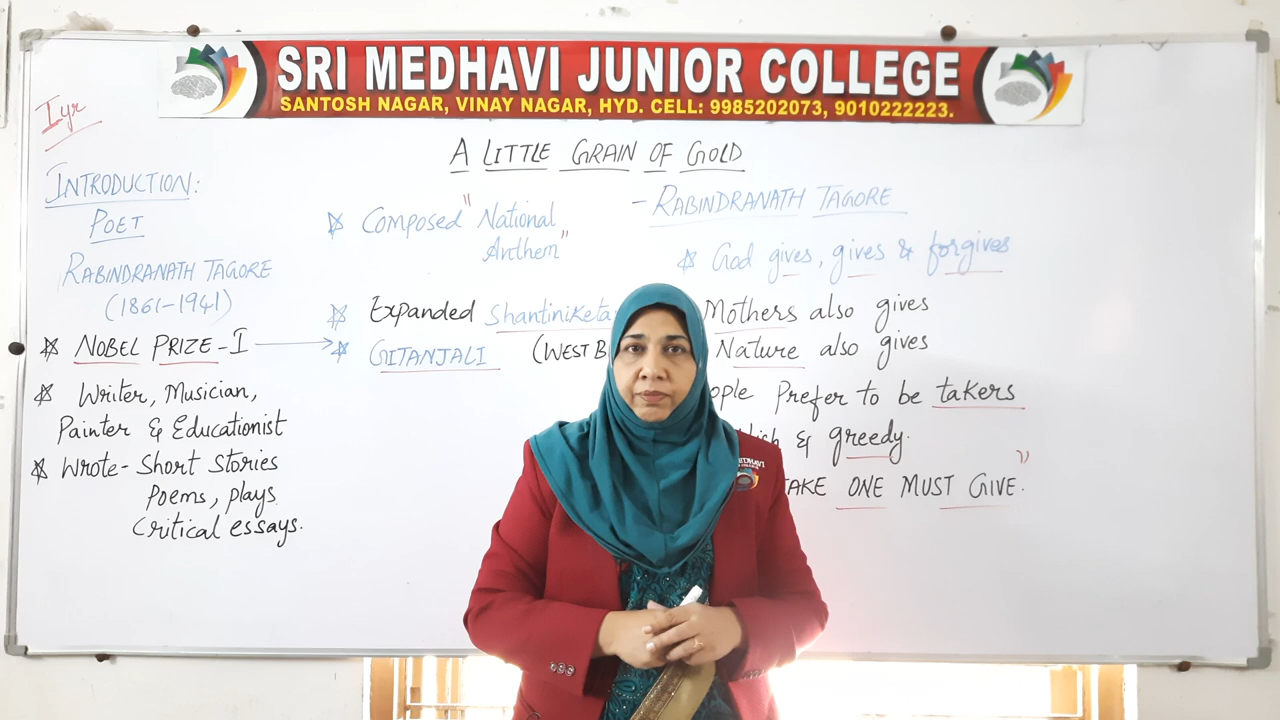 SRI MEDHAVI JUNIOR COLLEGE
SANTOSH NAGAR, VINAY NAGAR, HYD. CELL: 9985202073, 9010222223.
I yr
A LITTLE GRAIN OF GOLD
- RABINDRANATH TAGORE
INTRODUCTION:
POET
RABINDRANATH TAGORE
(1861-1941)
NOBEL PRIZE - I
Writer, Musician,
Painter & Educationist
Wrote - Short Stories
Poems, plays
Critical essays.
Composed "National
Anthem"
Expanded
GITANJALI
(WEST
God gives, gives & forgives
Mothers also gives
Nature also gives
Prefer to be takers
& greedy.
TAKE ONE MUST GIVE."
MEDHAVI